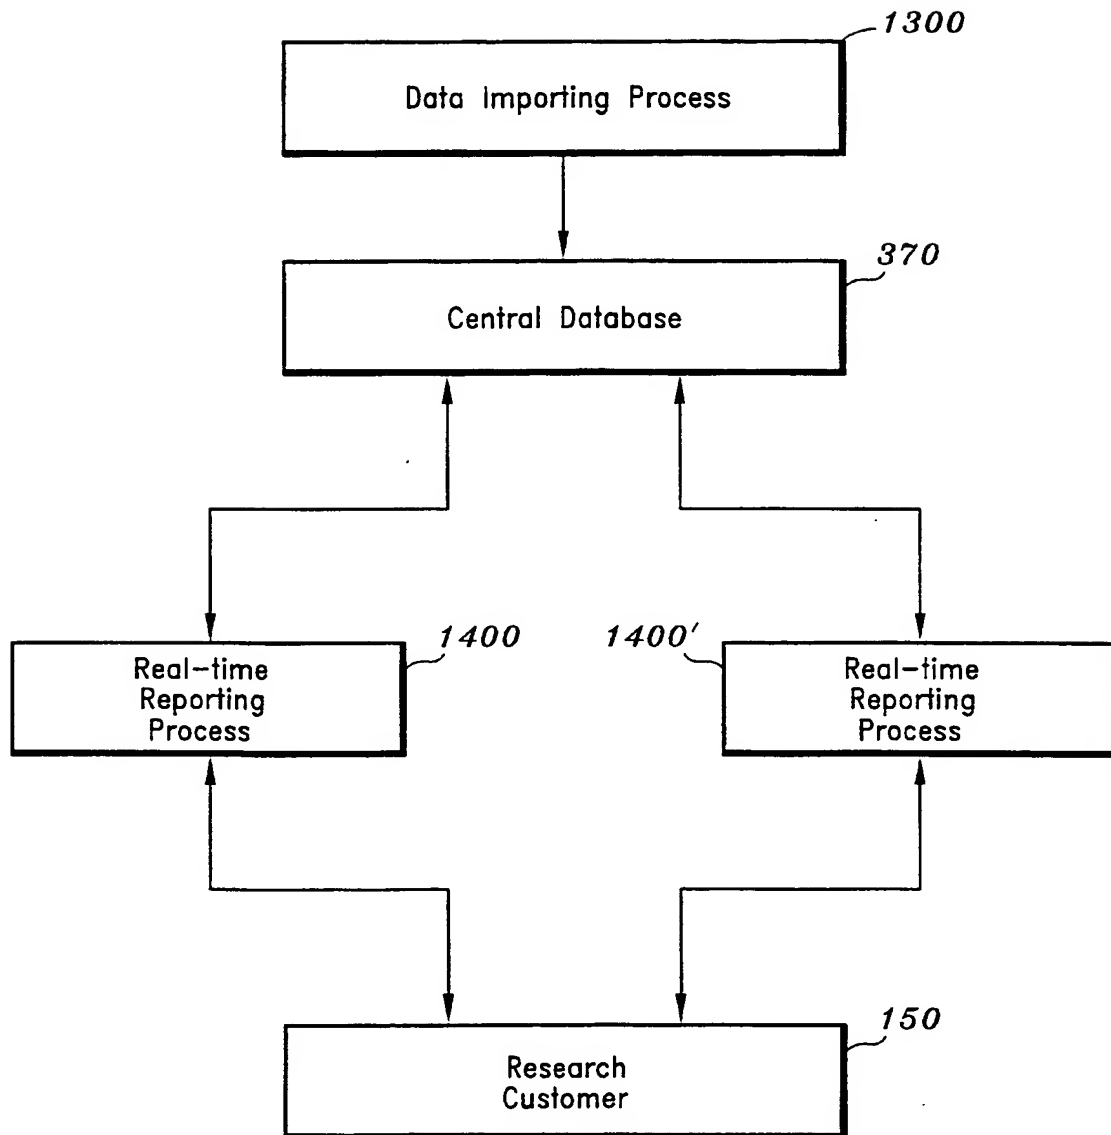 1300
Data Importing Process
370
Central Database
1400
1400'
Real-time
Reporting
Process
Real-time
Reporting
Process
150
Research
Customer